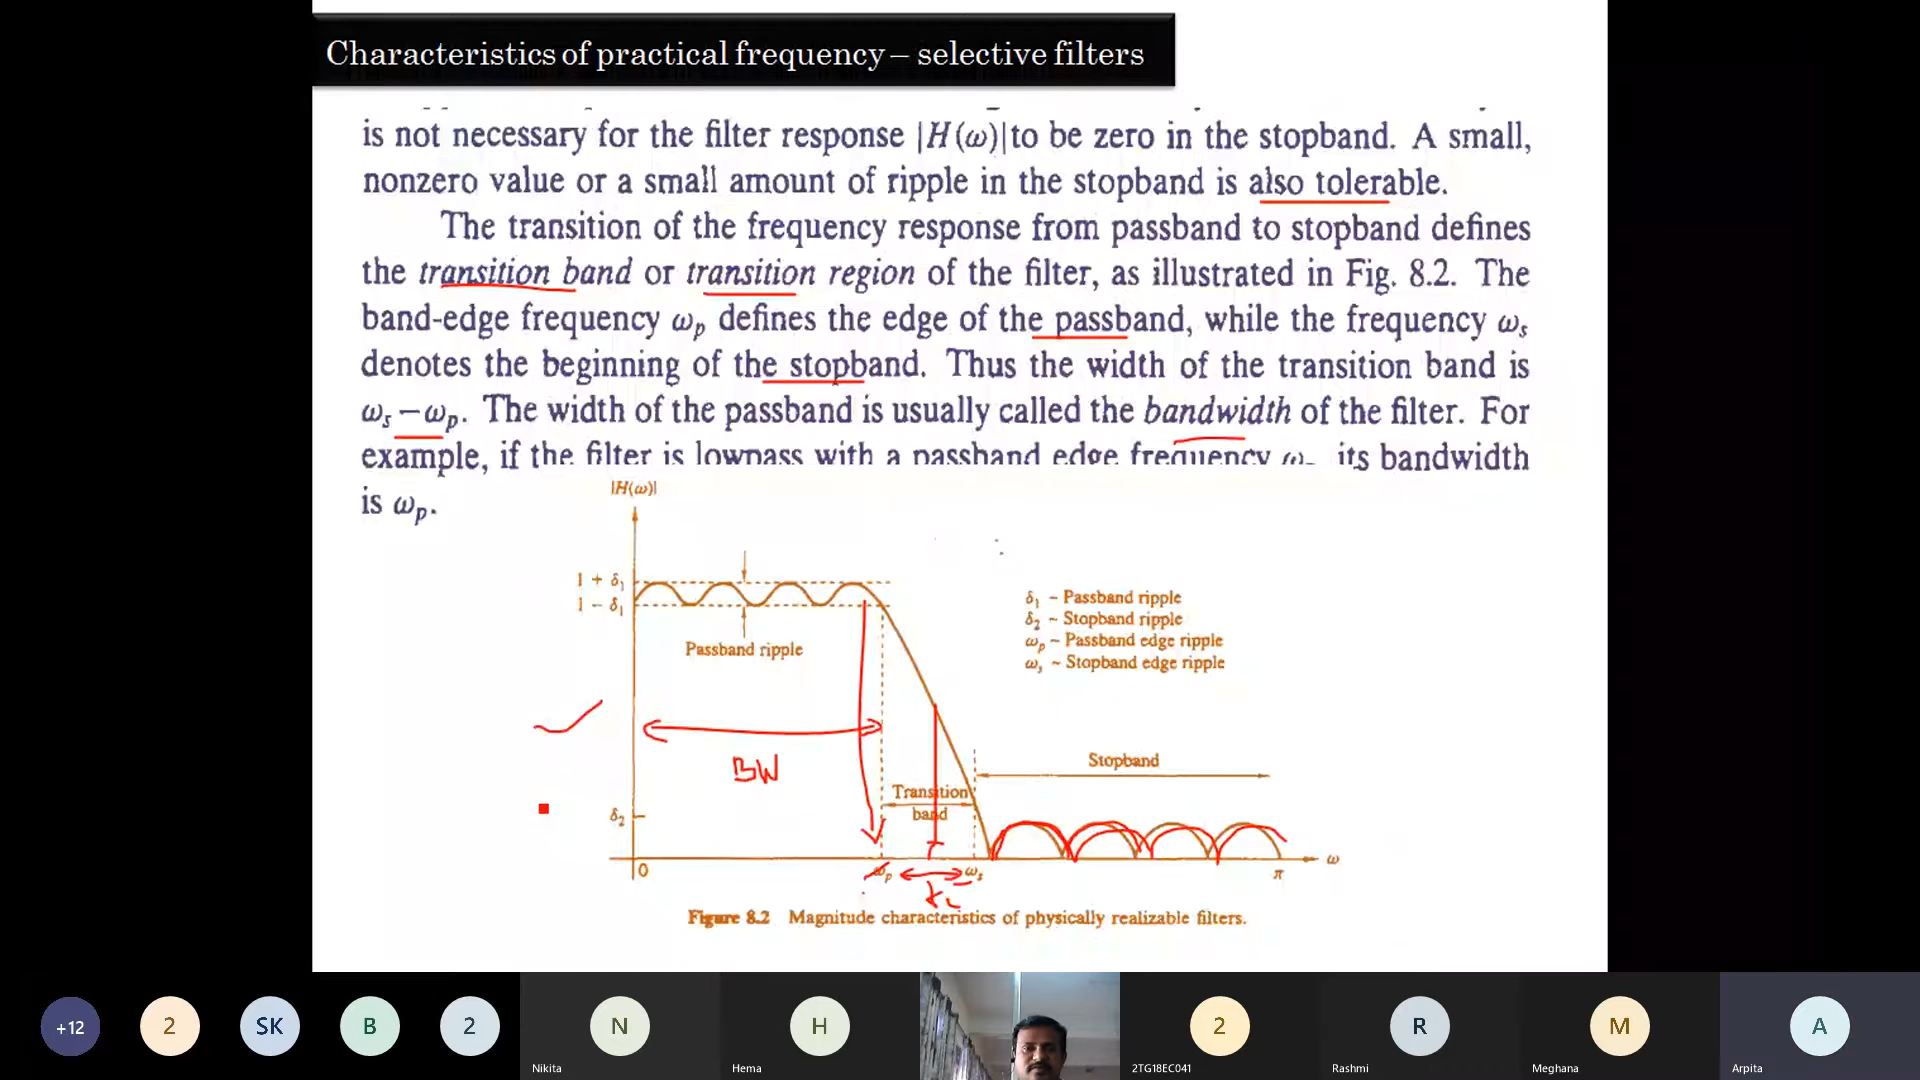 Characteristics of practical frequency – selective filters
is not necessary for the filter response |H(ω)| to be zero in the stopband. A small,
nonzero value or a small amount of ripple in the stopband is also tolerable.
The transition of the frequency response from passband to stopband defines
the transition band or transition region of the filter, as illustrated in Fig. 8.2. The
band-edge frequency ωp defines the edge of the passband, while the frequency ωs
denotes the beginning of the stopband. Thus the width of the transition band is
ωs – ωp. The width of the passband is usually called the bandwidth of the filter. For
example, if the filter is lowpass with a passband edge frequency ωp its bandwidth
is ωp.
|H(ω)|
1 + δ1
1 – δ1
Passband ripple
δ1 – Passband ripple
δ2 – Stopband ripple
ωp – Passband edge ripple
ωs – Stopband edge ripple
BW
Stopband
Transition
band
δ2
0
ωp
ωs
π
ω
Figure 8.2 Magnitude characteristics of physically realizable filters.
+12
2
SK
B
2
N
Nikita
H
Hema
2
2TG18EC041
R
Rashmi
M
Meghana
A
Arpita